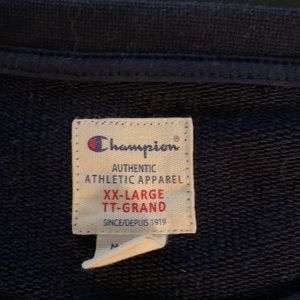 Champion®
AUTHENTIC
ATHLETIC APPAREL
XX-LARGE
TT-GRAND
SINCE/DEPUIS 1919